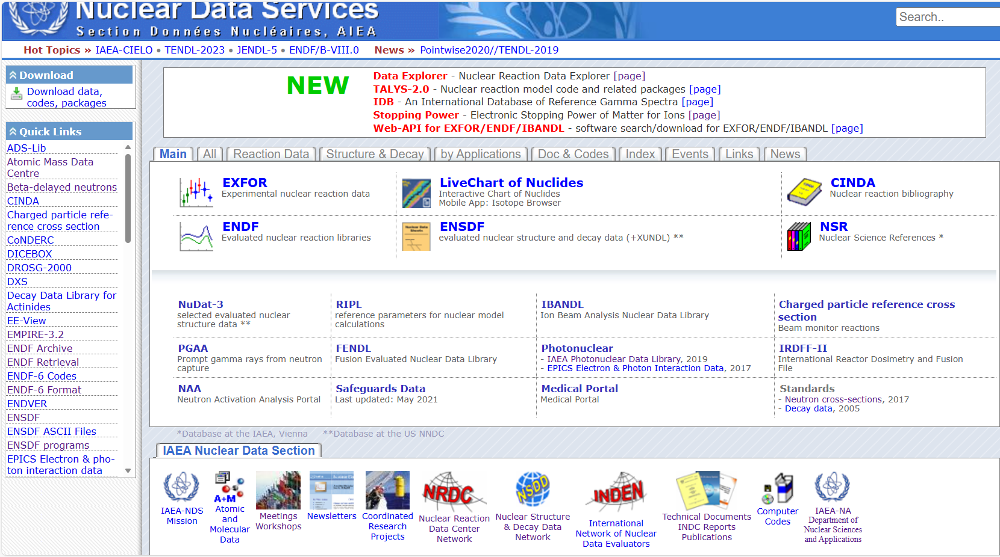 Nuclear Data Services
Section Données Nucléaires, AIEA
Search..
Hot Topics » IAEA-CIELO • TENDL-2023 • JENDL-5 • ENDF/B-VIII.0 News » Pointwise2020//TENDL-2019
Download
Download data,
codes, packages
Quick Links
ADS-Lib
Atomic Mass Data
Centre
Beta-delayed neutrons
CINDA
Charged particle refe-
rence cross section
CoNDERC
DICEBOX
DROSG-2000
DXS
Decay Data Library for
Actinides
EE-View
EMPIRE-3.2
ENDF Archive
ENDF Retrieval
ENDF-6 Codes
ENDF-6 Format
ENDVER
ENSDF
ENSDF ASCII Files
ENSDF programs
EPICS Electron & pho-
ton interaction data
NEW
Data Explorer - Nuclear Reaction Data Explorer [page]
TALYS-2.0 - Nuclear reaction model code and related packages [page]
IDB - An International Database of Reference Gamma Spectra [page]
Stopping Power - Electronic Stopping Power of Matter for Ions [page]
Web-API for EXFOR/ENDF/IBANDL - software search/download for EXFOR/ENDF/IBANDL [page]
Main All Reaction Data Structure & Decay by Applications Doc & Codes Index Events Links News
EXFOR
Experimental nuclear reaction data
LiveChart of Nuclides
Interactive Chart of Nuclides
Mobile App: Isotope Browser
CINDA
Nuclear reaction bibliography
ENDF
Evaluated nuclear reaction libraries
Nuclear Data
Sheets
ENSDF
evaluated nuclear structure and decay data (+XUNDL) **
NSR
Nuclear Science References *
NuDat-3
selected evaluated nuclear
structure data **
RIPL
reference parameters for nuclear model
calculations
IBANDL
Ion Beam Analysis Nuclear Data Library
Charged particle reference cross
section
Beam monitor reactions
PGAA
Prompt gamma rays from neutron
capture
FENDL
Fusion Evaluated Nuclear Data Library
Photonuclear
- IAEA Photonuclear Data Library, 2019
- EPICS Electron & Photon Interaction Data, 2017
IRDFF-II
International Reactor Dosimetry and Fusion
File
NAA
Neutron Activation Analysis Portal
Safeguards Data
Last updated: May 2021
Medical Portal
Medical Portal
Standards
- Neutron cross-sections, 2017
- Decay data, 2005
*Database at the IAEA, Vienna **Database at the US NNDC
IAEA Nuclear Data Section
IAEA-NDS
Mission
A+M
Atomic
and
Molecular
Data
Meetings
Workshops
Newsletters
Coordinated
Research
Projects
NRDC
Nuclear Reaction
Data Center
Network
NSDD
Nuclear Structure
& Decay Data
Network
INDEN
International
Network of Nuclear
Data Evaluators
Technical Documents
INDC Reports
Publications
Computer
Codes
IAEA-NA
Department of
Nuclear Sciences
and Applications